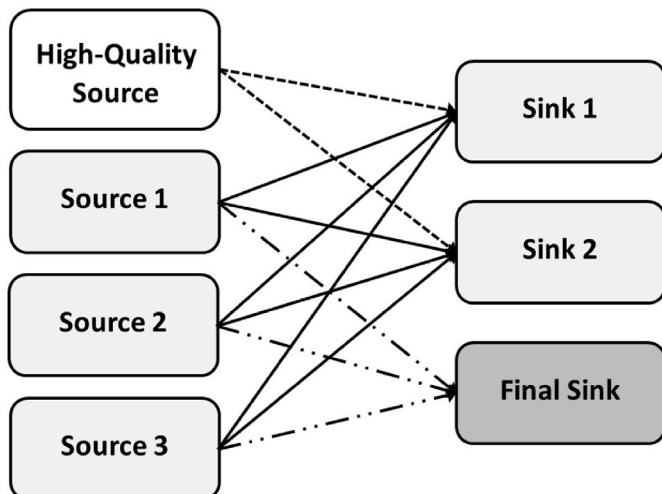 High-Quality
Source
Source 1
Source 2
Source 3
Sink 1
Sink 2
Final Sink